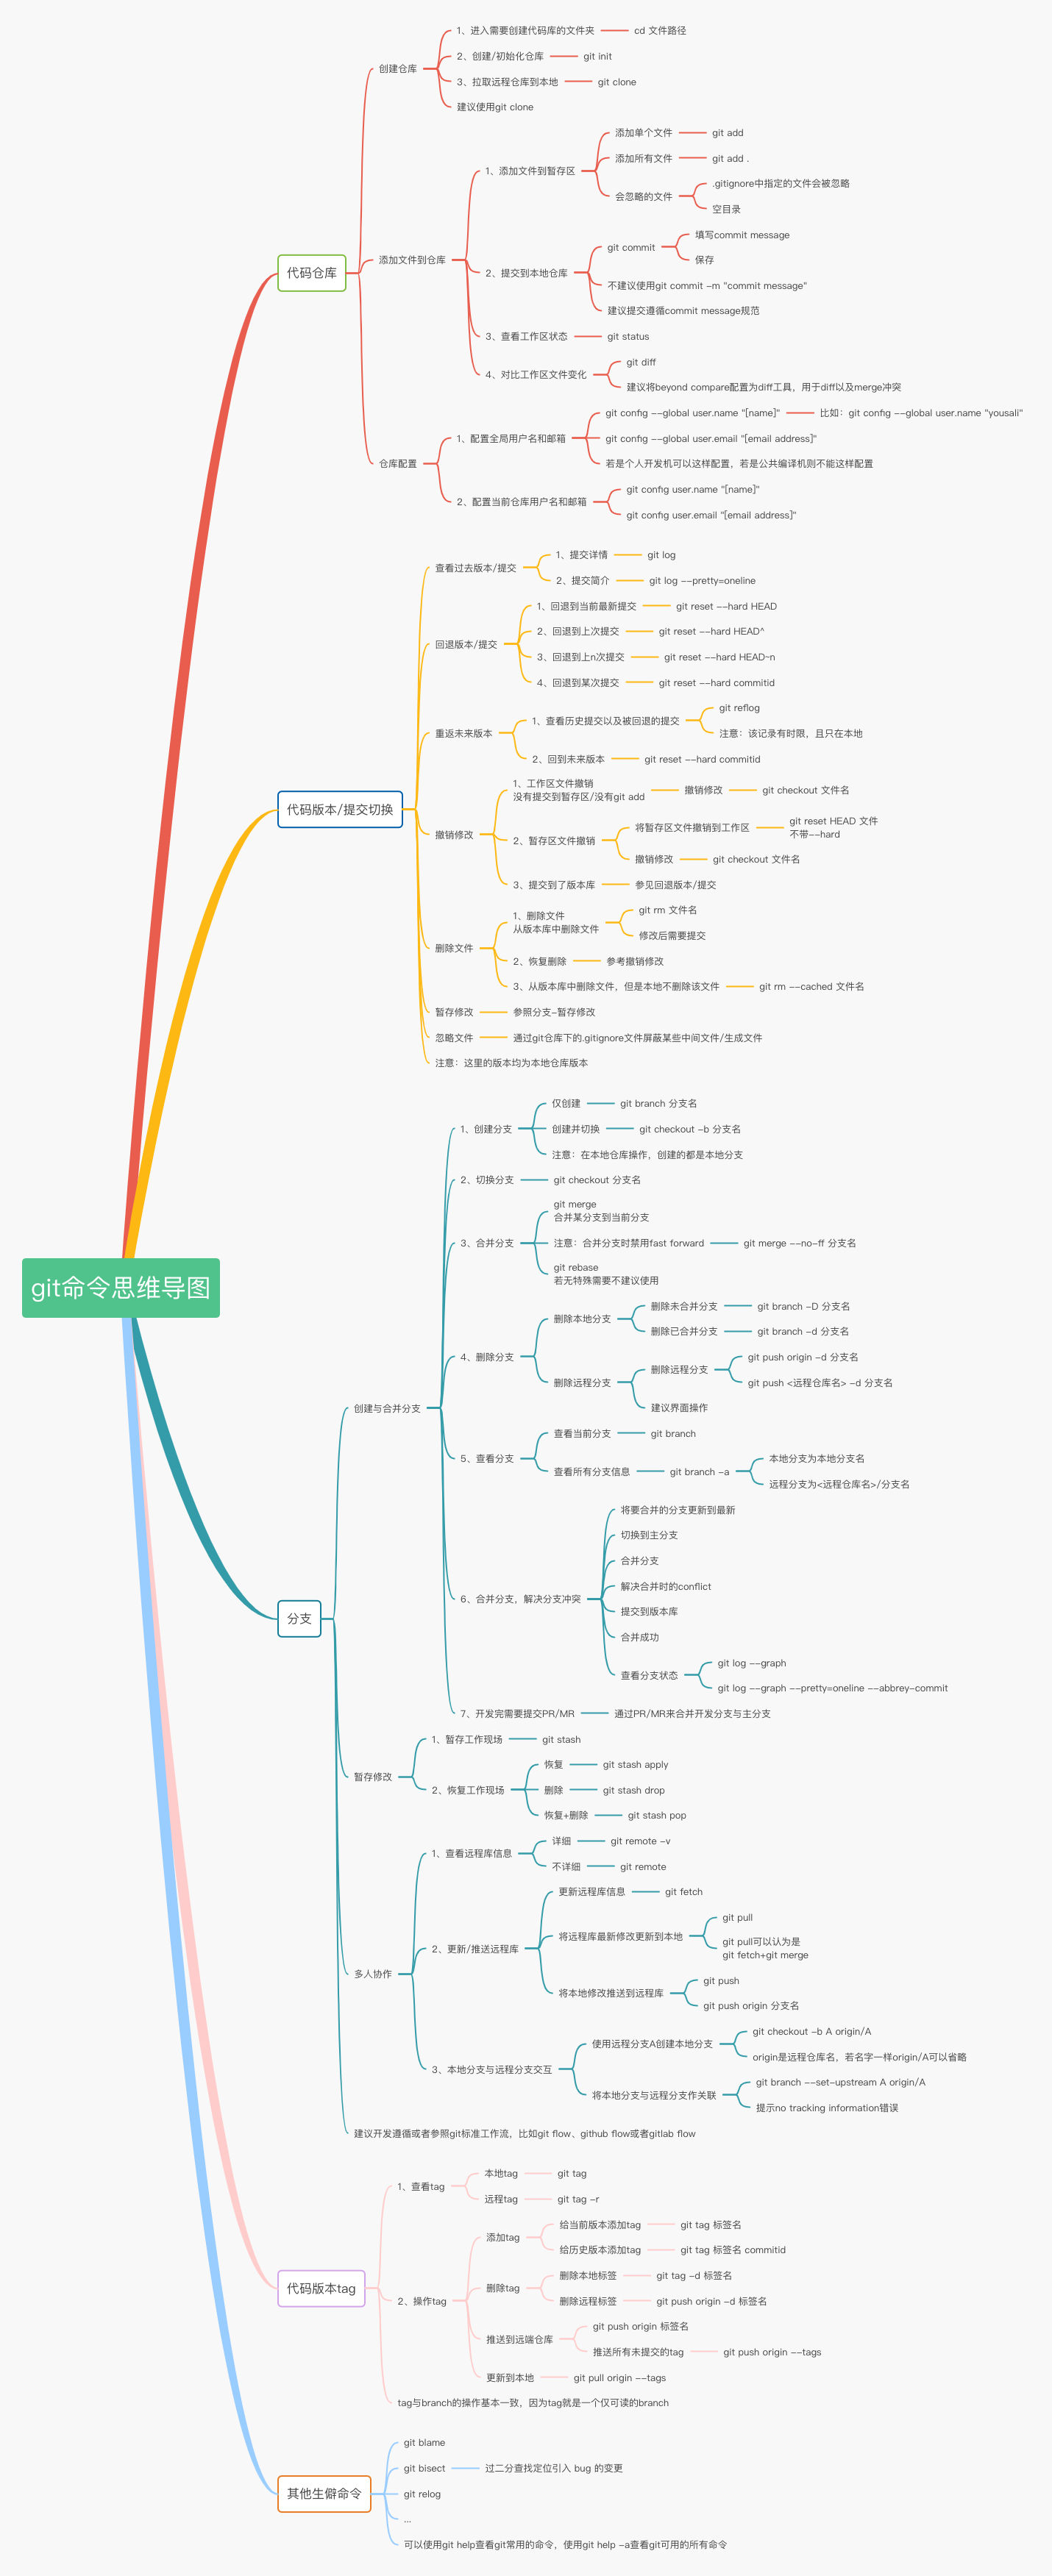 git命令思维导图
代码仓库
创建仓库
1、进入需要创建代码库的文件夹
cd 文件路径
2、创建/初始化仓库
git init
3、拉取远程仓库到本地
git clone
建议使用git clone
添加文件到仓库
1、添加文件到暂存区
添加单个文件
git add
添加所有文件
git add .
会忽略的文件
.gitignore中指定的文件会被忽略
空目录
2、提交到本地仓库
git commit
填写commit message
保存
不建议使用git commit -m "commit message"
建议提交遵循commit message规范
3、查看工作区状态
git status
4、对比工作区文件变化
git diff
建议将beyond compare配置为diff工具，用于diff以及merge冲突
仓库配置
1、配置全局用户名和邮箱
git config --global user.name "[name]"
比如：git config --global user.name "yousali"
git config --global user.email "[email address]"
若是个人开发机可以这样配置，若是公共编译机则不能这样配置
2、配置当前仓库用户名和邮箱
git config user.name "[name]"
git config user.email "[email address]"
代码版本/提交切换
查看过去版本/提交
1、提交详情
git log
2、提交简介
git log --pretty=oneline
回退版本/提交
1、回退到当前最新提交
git reset --hard HEAD
2、回退到上次提交
git reset --hard HEAD^
3、回退到上n次提交
git reset --hard HEAD~n
4、回退到某次提交
git reset --hard commitid
重返未来版本
1、查看历史提交以及被回退的提交
git reflog
注意：该记录有时限，且只在本地
2、回到未来版本
git reset --hard commitid
撤销修改
1、工作区文件撤销
没有提交到暂存区/没有git add
撤销修改
git checkout 文件名
2、暂存区文件撤销
将暂存区文件撤销到工作区
git reset HEAD 文件
不带--hard
撤销修改
git checkout 文件名
3、提交到了版本库
参见回退版本/提交
删除文件
1、删除文件
从版本库中删除文件
git rm 文件名
修改后需要提交
2、恢复删除
参考撤销修改
3、从版本库中删除文件，但是本地不删除该文件
git rm --cached 文件名
暂存修改
参照分支-暂存修改
忽略文件
通过git仓库下的.gitignore文件屏蔽某些中间文件/生成文件
注意：这里的版本均为本地仓库版本
分支
创建与合并分支
1、创建分支
仅创建
git branch 分支名
创建并切换
git checkout -b 分支名
注意：在本地仓库操作，创建的都是本地分支
2、切换分支
git checkout 分支名
3、合并分支
git merge
合并某分支到当前分支
注意：合并分支时禁用fast forward
git merge --no-ff 分支名
git rebase
若无特殊需要不建议使用
4、删除分支
删除本地分支
删除未合并分支
git branch -D 分支名
删除已合并分支
git branch -d 分支名
删除远程分支
删除远程分支
git push origin -d 分支名
git push <远程仓库名> -d 分支名
建议界面操作
5、查看分支
查看当前分支
git branch
查看所有分支信息
git branch -a
本地分支为本地分支名
远程分支为<远程仓库名>/分支名
6、合并分支，解决分支冲突
将要合并的分支更新到最新
切换到主分支
合并分支
解决合并时的conflict
提交到版本库
合并成功
查看分支状态
git log --graph
git log --graph --pretty=oneline --abbrey-commit
7、开发完需要提交PR/MR
通过PR/MR来合并开发分支与主分支
暂存修改
1、暂存工作现场
git stash
2、恢复工作现场
恢复
git stash apply
删除
git stash drop
恢复+删除
git stash pop
多人协作
1、查看远程库信息
详细
git remote -v
不详细
git remote
2、更新/推送远程库
更新远程库信息
git fetch
将远程库最新修改更新到本地
git pull
git pull可以认为是
git fetch+git merge
将本地修改推送到远程库
git push
git push origin 分支名
3、本地分支与远程分支交互
使用远程分支A创建本地分支
git checkout -b A origin/A
origin是远程仓库名，若名字一样origin/A可以省略
将本地分支与远程分支作关联
git branch --set-upstream A origin/A
提示no tracking information错误
建议开发遵循或者参照git标准工作流，比如git flow、github flow或者gitlab flow
代码版本tag
1、查看tag
本地tag
git tag
远程tag
git tag -r
2、操作tag
添加tag
给当前版本添加tag
git tag 标签名
给历史版本添加tag
git tag 标签名 commitid
删除tag
删除本地标签
git tag -d 标签名
删除远程标签
git push origin -d 标签名
推送到远端仓库
git push origin 标签名
推送所有未提交的tag
git push origin --tags
更新到本地
git pull origin --tags
tag与branch的操作基本一致，因为tag就是一个仅可读的branch
其他生僻命令
git blame
git bisect
过二分查找定位引入 bug 的变更
git relog
...
可以使用git help查看git常用的命令，使用git help -a查看git可用的所有命令